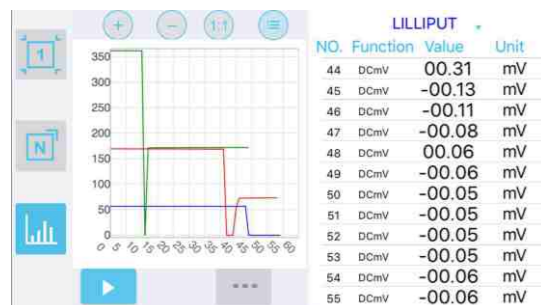 1
N
1:1
350
300
250
200
150
100
50
0
0 5 10 15 20 25 30 35 40 45 50 55 60
LILLIPUT
NO. Function Value Unit
44 DCmV 00.31 mV
45 DCmV -00.13 mV
46 DCmV -00.11 mV
47 DCmV -00.08 mV
48 DCmV 00.06 mV
49 DCmV -00.06 mV
50 DCmV -00.05 mV
51 DCmV -00.05 mV
52 DCmV -00.05 mV
53 DCmV -00.05 mV
54 DCmV -00.06 mV
55 DCmV -00.06 mV